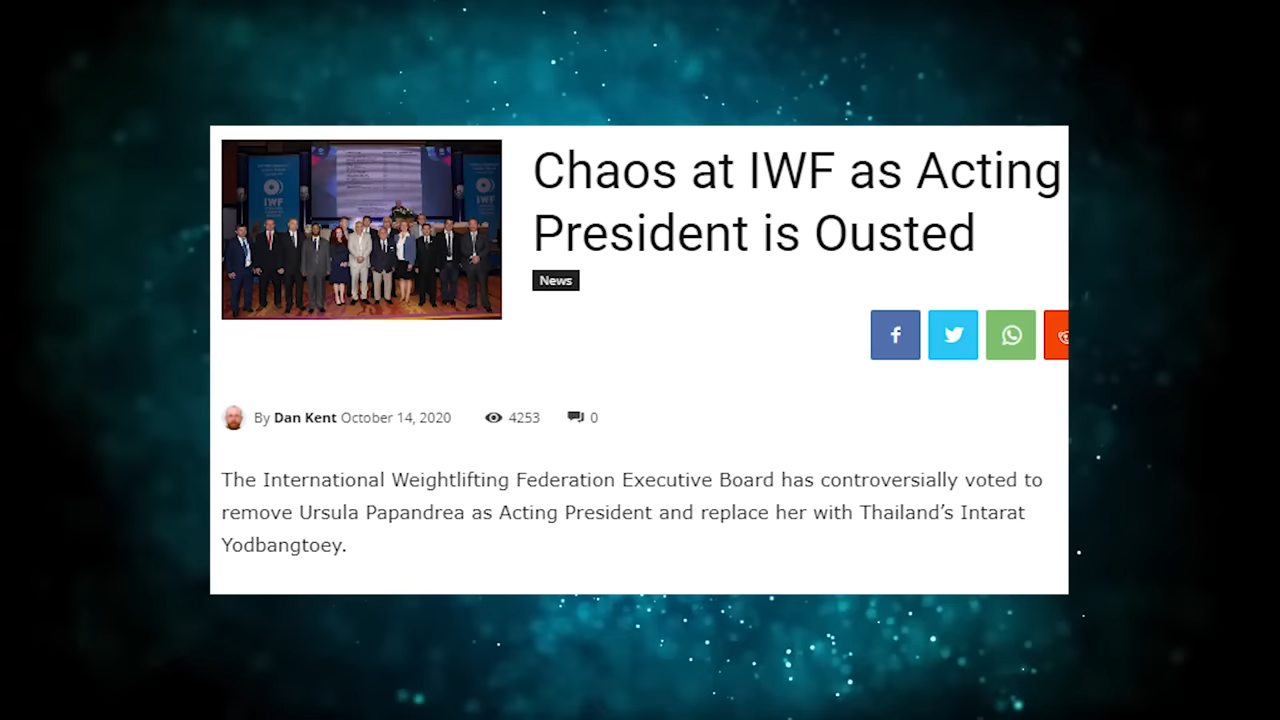 IWF
IWF
Chaos at IWF as Acting
President is Ousted
News
By Dan Kent October 14, 2020 4253 0
The International Weightlifting Federation Executive Board has controversially voted to
remove Ursula Papandrea as Acting President and replace her with Thailand’s Intarat
Yodbangtoey.